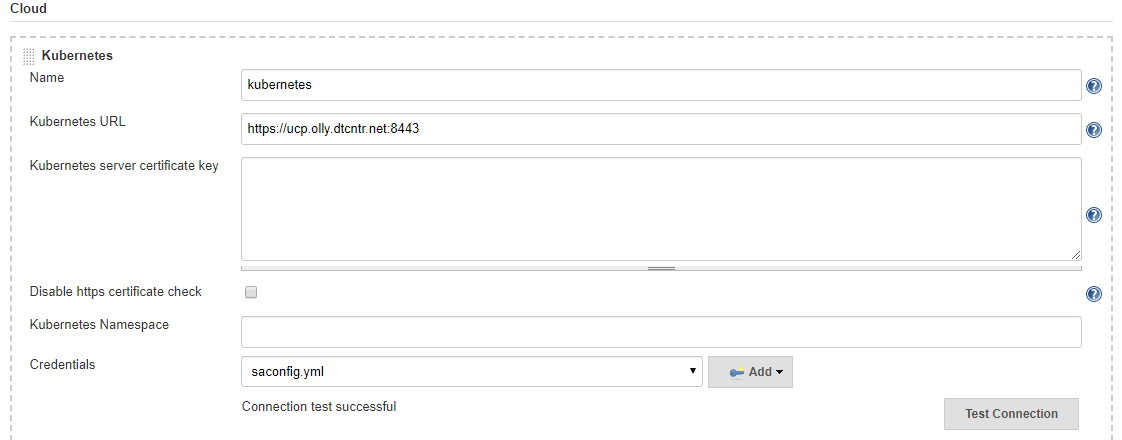 Cloud
Kubernetes
Name
kubernetes
Kubernetes URL
https://ucp.olly.dtcntr.net:8443
Kubernetes server certificate key
Disable https certificate check
Kubernetes Namespace
Credentials
saconfig.yml
Add
Connection test successful
Test Connection